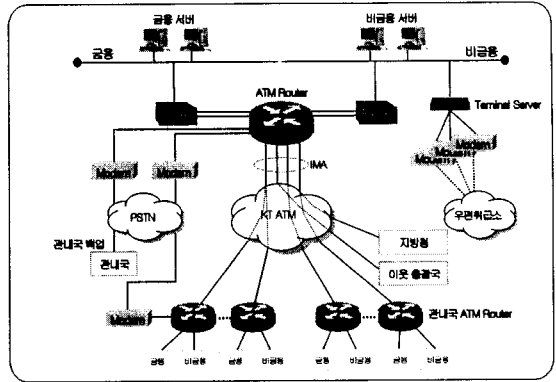 금융 서버
비금융 서버
금융
비금융
ATM Router
Terminal Server
Modem
Modem
Modem
Modem
Modem
IMA
PSTN
KT ATM
우편취급소
관내국 백업
관내국
지방청
이웃 총괄국
Modem
관내국 ATM Router
금융
비금융
금융
비금융
금융
비금융
금융
비금융